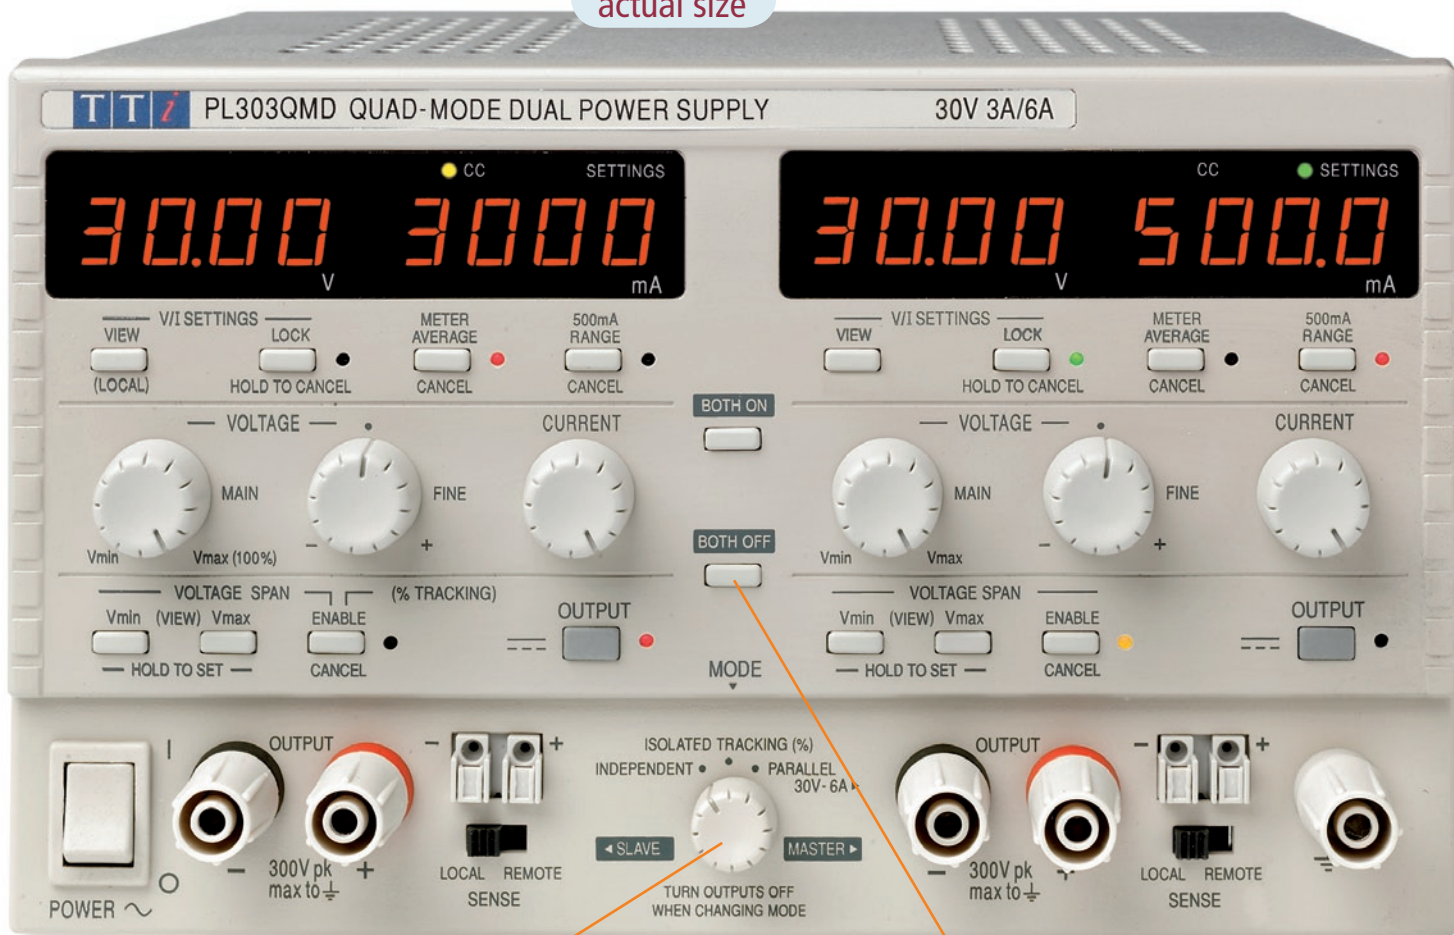 actual size
TTi PL303QMD QUAD-MODE DUAL POWER SUPPLY 30V 3A/6A
CC SETTINGS
30.00 V 3000 mA
CC SETTINGS
30.00 V 500.0 mA
V/I SETTINGS
VIEW
(LOCAL)
LOCK
HOLD TO CANCEL
METER
AVERAGE
CANCEL
500mA
RANGE
CANCEL
V/I SETTINGS
VIEW
LOCK
HOLD TO CANCEL
METER
AVERAGE
CANCEL
500mA
RANGE
CANCEL
BOTH ON
VOLTAGE
MAIN
Vmin
Vmax (100%)
FINE
- +
CURRENT
BOTH OFF
VOLTAGE
MAIN
Vmin
Vmax
FINE
- +
CURRENT
VOLTAGE SPAN
(% TRACKING)
Vmin (VIEW) Vmax
HOLD TO SET
ENABLE
CANCEL
OUTPUT
MODE
VOLTAGE SPAN
Vmin (VIEW) Vmax
HOLD TO SET
ENABLE
CANCEL
OUTPUT
I
O
POWER
OUTPUT
- +
300V pk
max to
- +
LOCAL REMOTE
SENSE
ISOLATED TRACKING (%)
INDEPENDENT
PARALLEL
30V-6A
SLAVE
MASTER
TURN OUTPUTS OFF
WHEN CHANGING MODE
OUTPUT
- +
300V pk
max to
- +
LOCAL REMOTE
SENSE